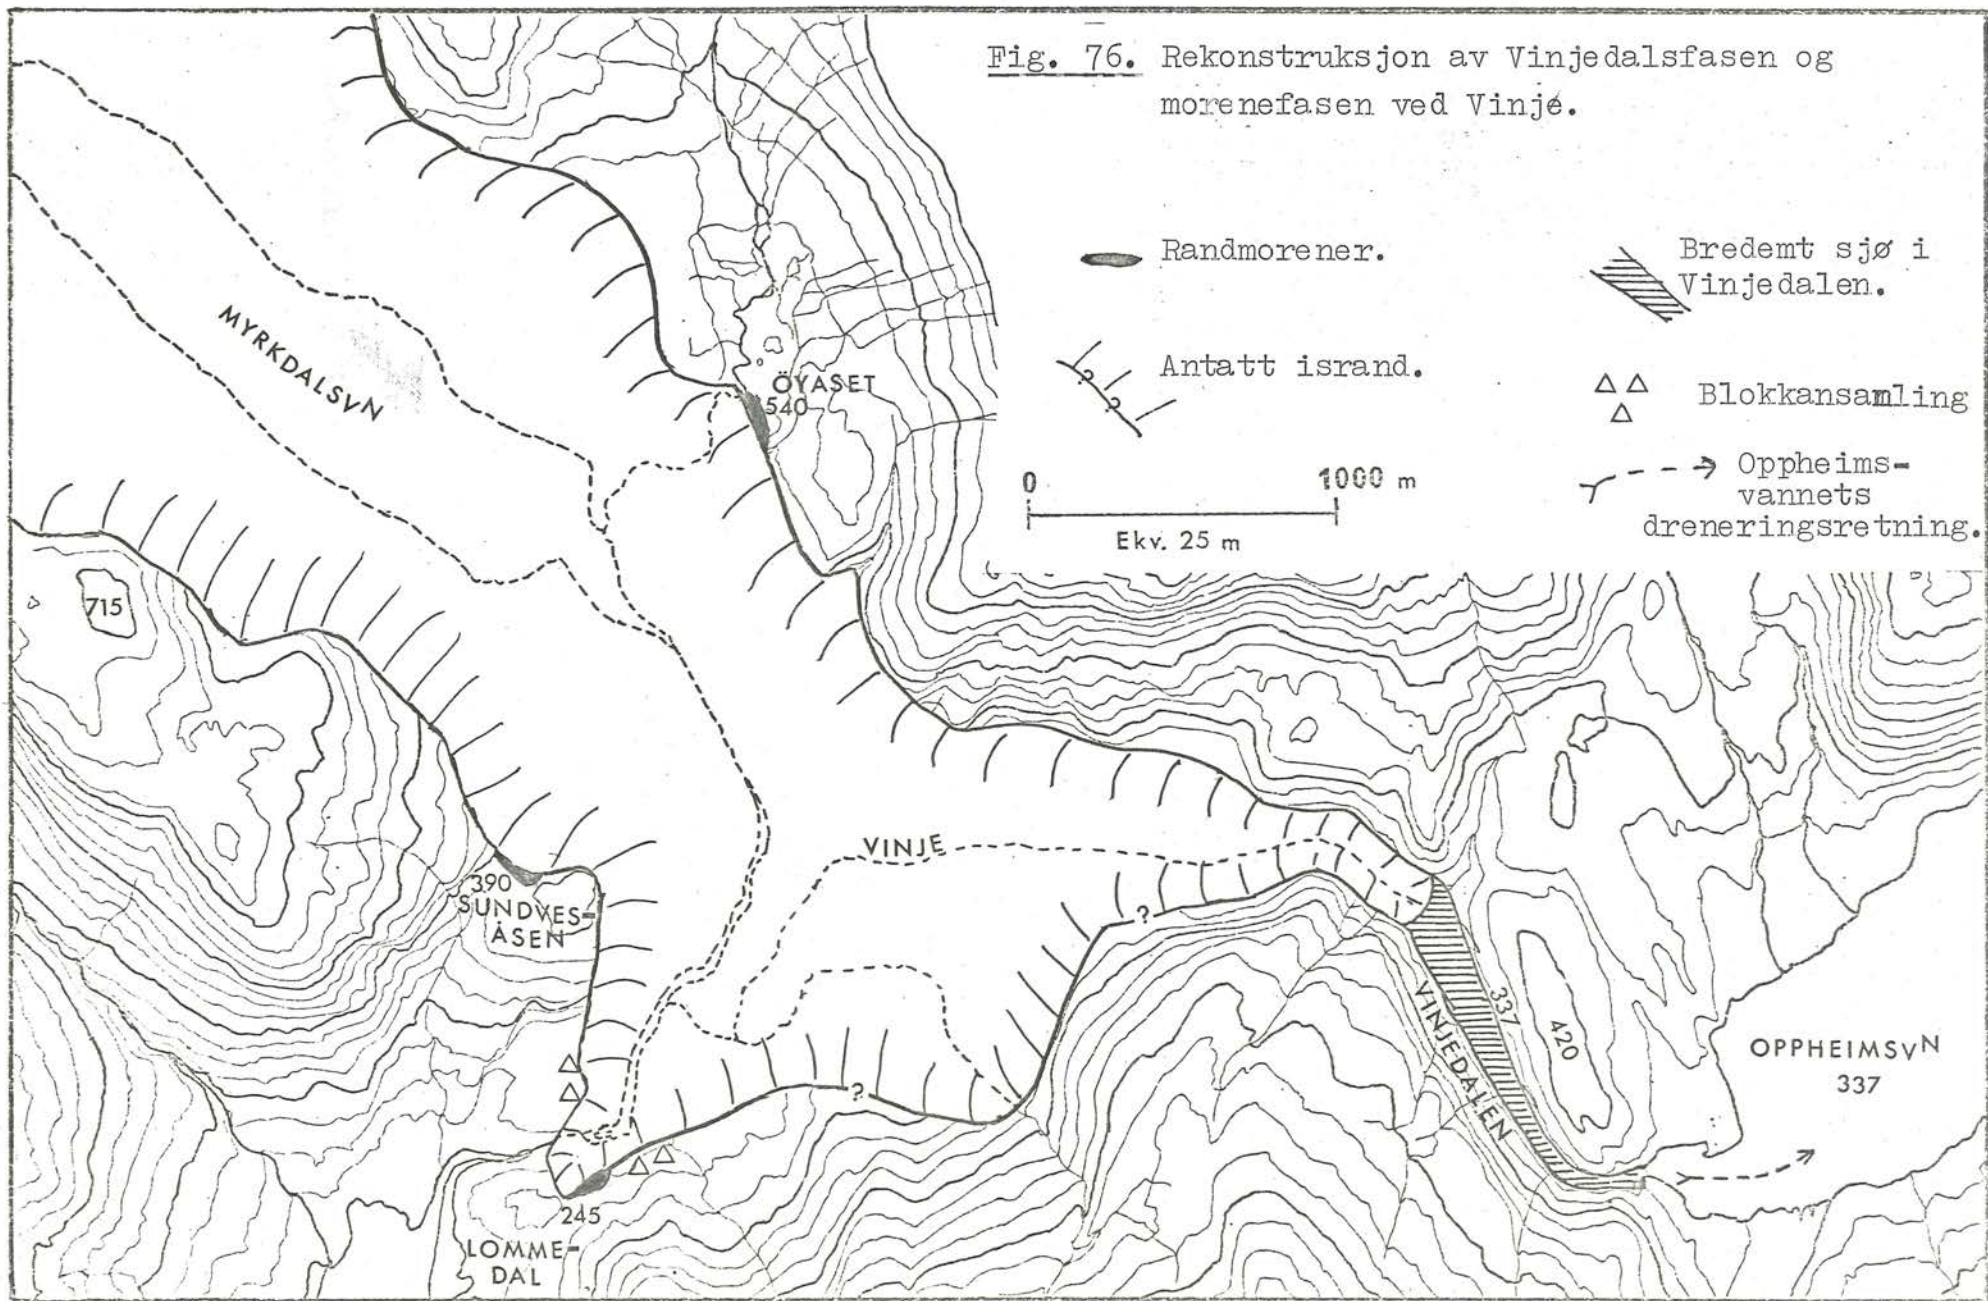 Fig. 76. Rekonstruksjon av Vinjedalsfasen og
morenefasen ved Vinje.
Randmorener.
Bredemt sjø i
Vinjedalen.
?
?
Antatt isrand.
Blokkansamling
0 1000 m
Ekv. 25 m
Oppheims-
vannets
dreneringsretning.
MYRKDALSVN
ÖYASET
540
715
VINJE
390
SUNDVES-
ÅSEN
?
VINJEDALEN
337
420
OPPHEIMSVN
337
?
245
LOMME-
DAL